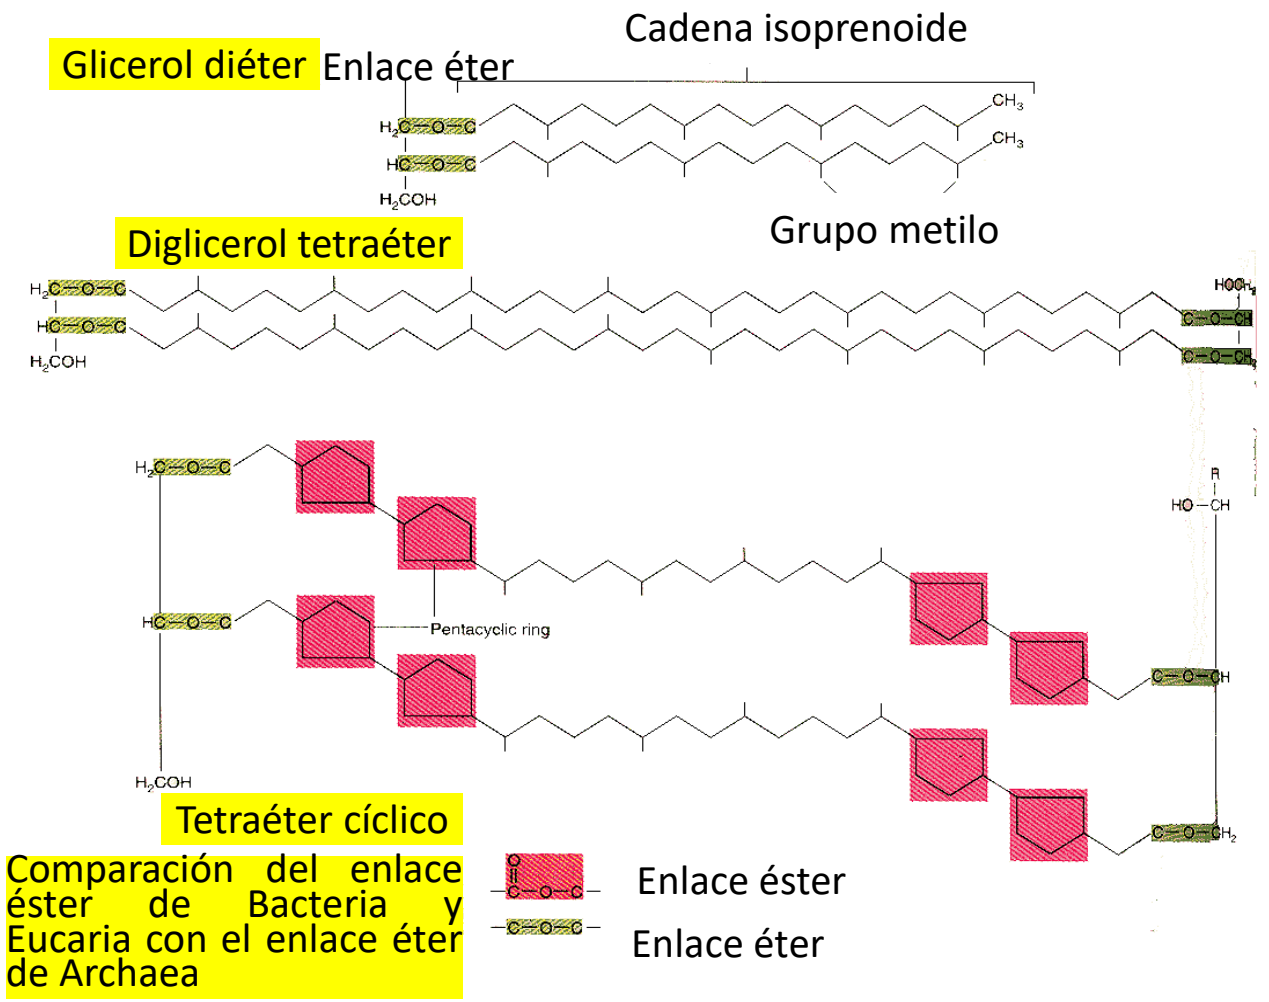 Cadena isoprenoide
Glicerol diéter Enlace éter
CH₃
H₂C—O—C
CH₃
HC—O—C
H₂COH
Grupo metilo
Diglicerol tetraéter
H₂C—O—C
HOCH₂
HC—O—C
C—O—CH
H₂COH
C—O—CH₂
H₂C—O—C
R
HO—CH
HC—O—C
Pentacyclic ring
C—O—CH
H₂COH
Tetraéter cíclico
C—O—CH₂
Comparación del enlace
éster de Bacteria y
Eucaria con el enlace éter
de Archaea
O
—C—O—C—
Enlace éster
—C—O—C—
Enlace éter